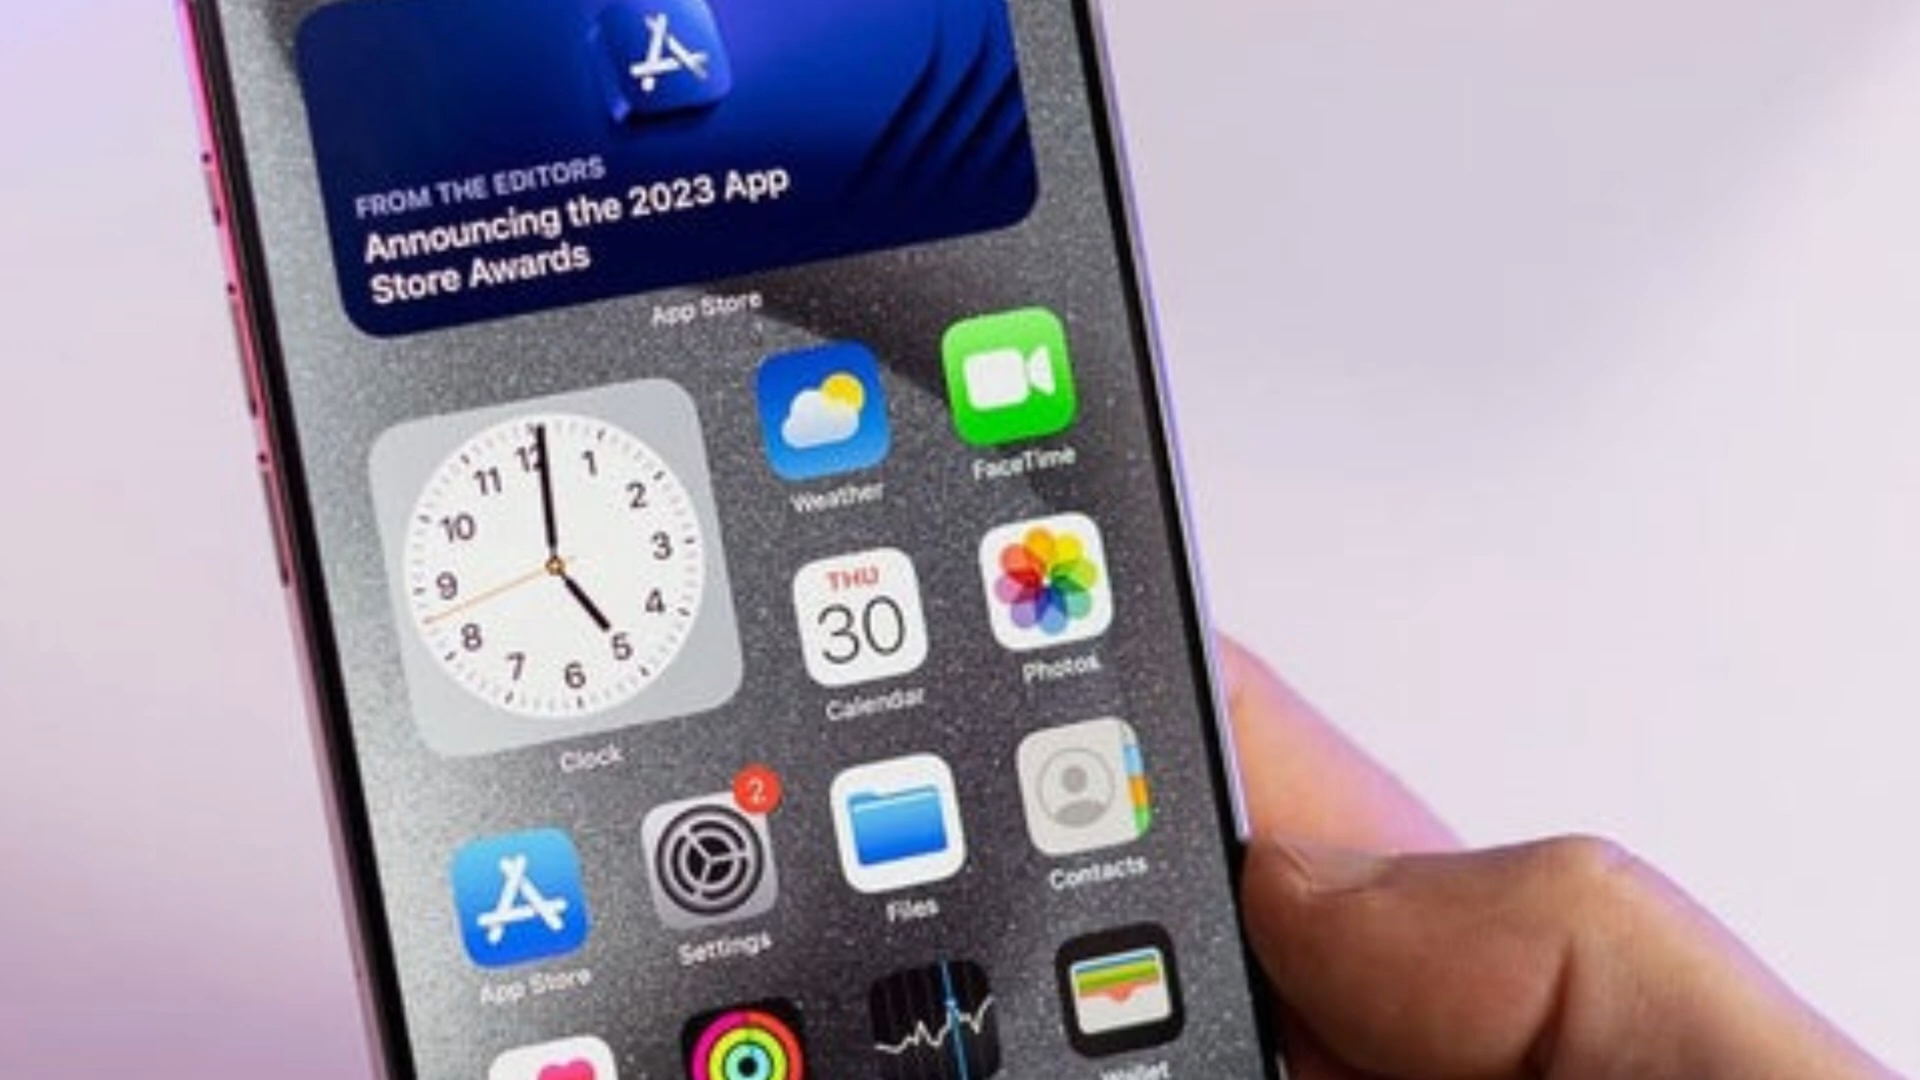 FROM THE EDITORS
Announcing the 2023 App
Store Awards
App Store
12
1
2
3
4
5
6
7
8
9
10
11
Clock
Weather
FaceTime
THU
30
Calendar
Photos
2
App Store
Settings
Files
Contacts
Wallet